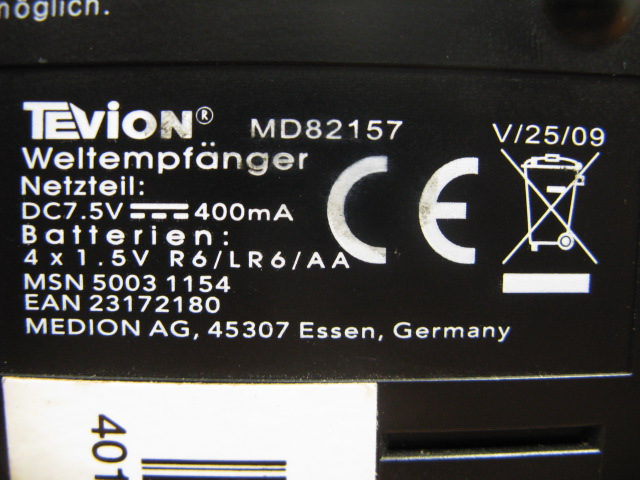 möglich.
TEViON® MD82157 V/25/09
Weltempfänger
Netzteil:
DC7.5V 400mA
Batterien:
4 x 1.5V R6/LR6/AA
CE
MSN 5003 1154
EAN 23172180
MEDION AG, 45307 Essen, Germany
401